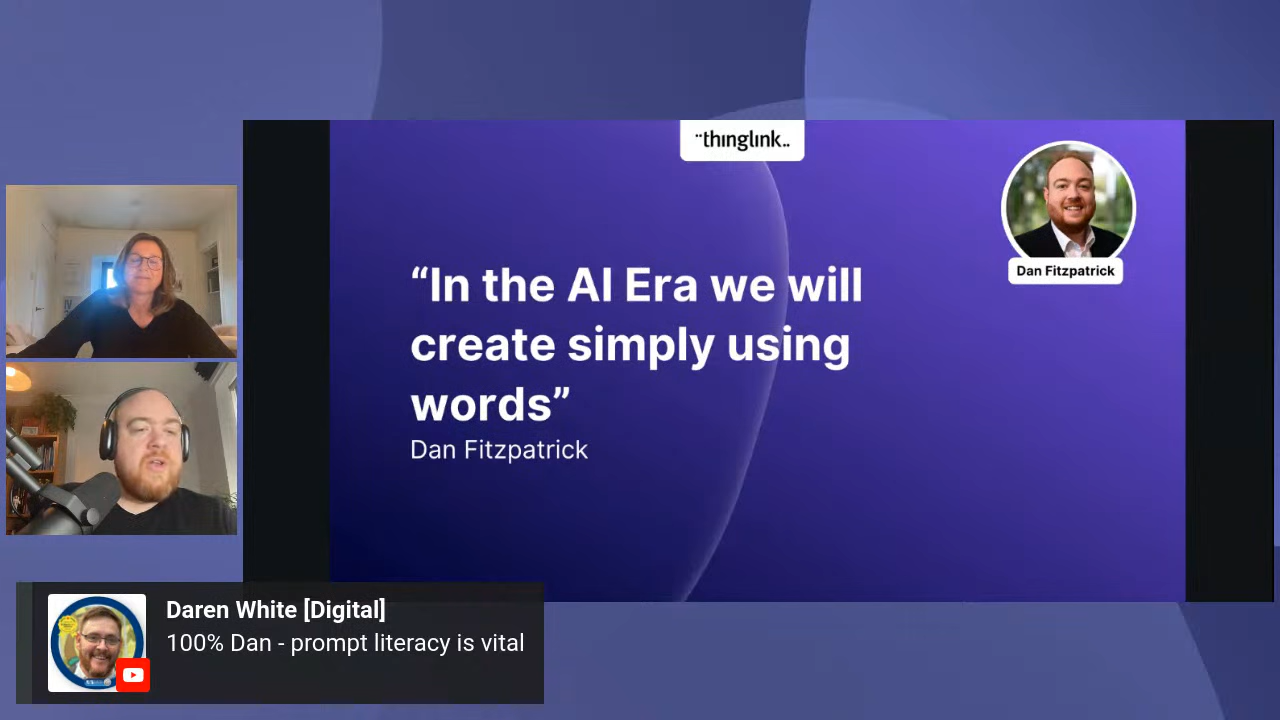 ¨thınglınk..
Dan Fitzpatrick
“In the AI Era we will
create simply using
words”
Dan Fitzpatrick
Daren White [Digital]
100% Dan - prompt literacy is vital